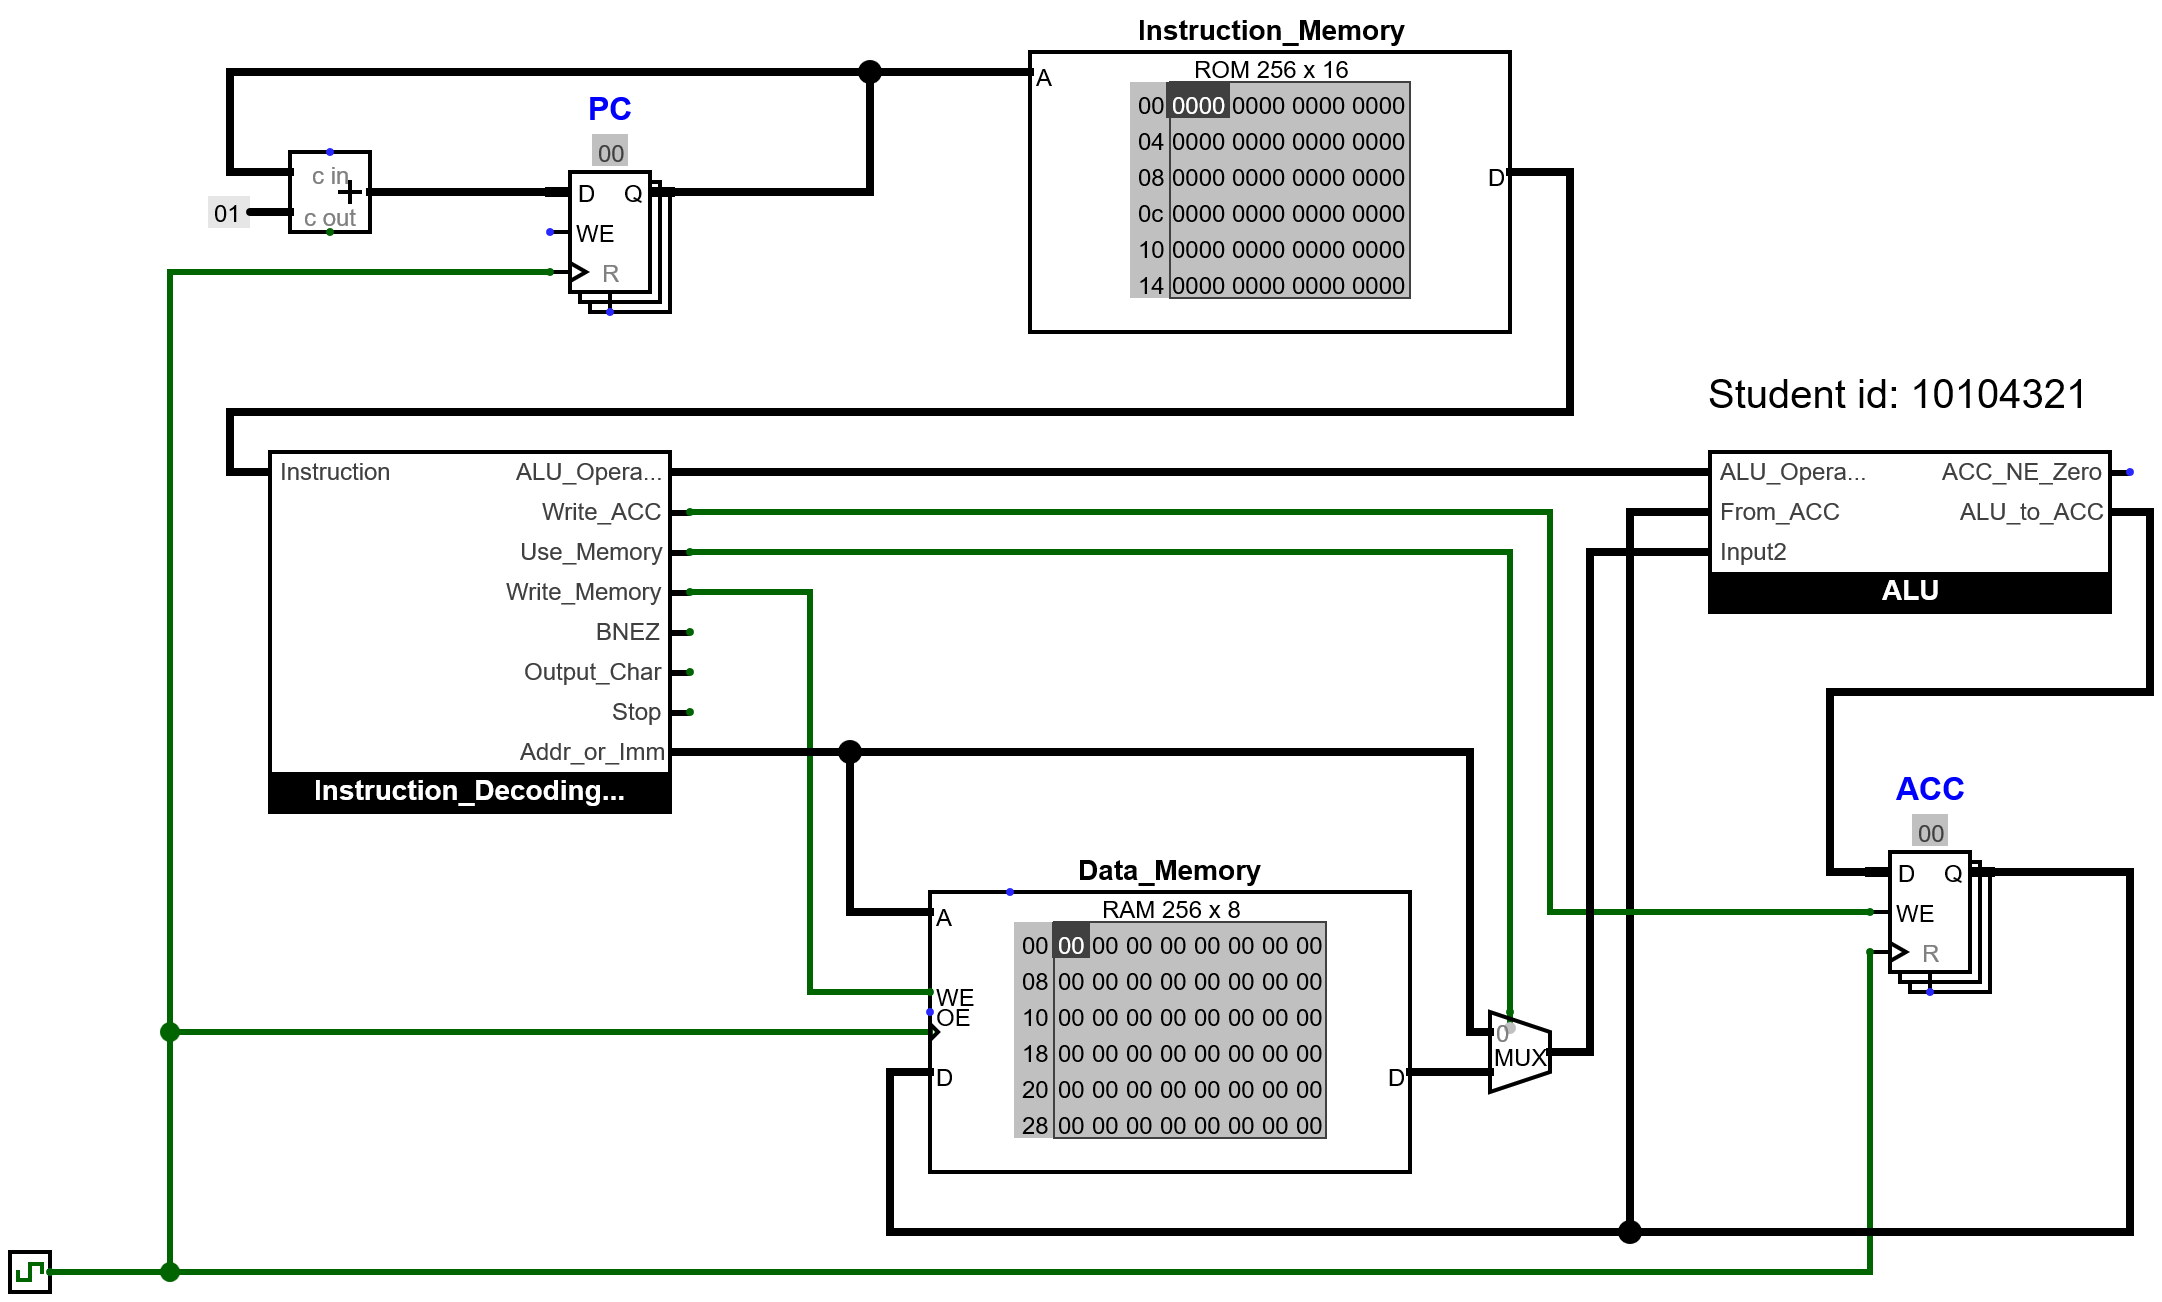 Instruction_Memory
ROM 256 x 16
A
00 0000 0000 0000 0000
04 0000 0000 0000 0000
08 0000 0000 0000 0000
0c 0000 0000 0000 0000
10 0000 0000 0000 0000
14 0000 0000 0000 0000
D
PC
00
c in
+
01
c out
D Q
WE
R
Student id: 10104321
Instruction
ALU_Opera...
Write_ACC
Use_Memory
Write_Memory
BNEZ
Output_Char
Stop
Addr_or_Imm
Instruction_Decoding...
ALU_Opera... ACC_NE_Zero
From_ACC ALU_to_ACC
Input2
ALU
ACC
00
D Q
WE
R
Data_Memory
RAM 256 x 8
A
00 00 00 00 00 00 00 00 00
08 00 00 00 00 00 00 00 00
10 00 00 00 00 00 00 00 00
18 00 00 00 00 00 00 00 00
20 00 00 00 00 00 00 00 00
28 00 00 00 00 00 00 00 00
WE
OE
D D
0
MUX